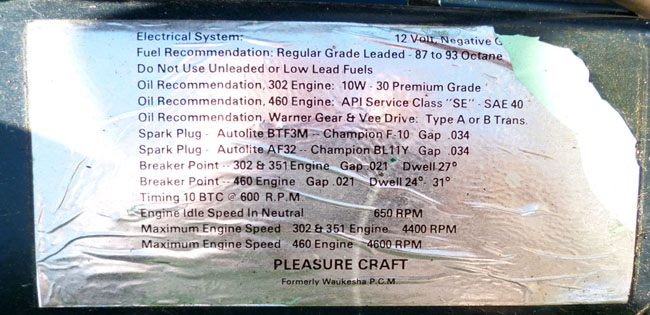 Electrical System: 12 Volt, Negative G
Fuel Recommendation: Regular Grade Leaded - 87 to 93 Octane
Do Not Use Unleaded or Low Lead Fuels
Oil Recommendation, 302 Engine: 10W - 30 Premium Grade
Oil Recommendation, 460 Engine: API Service Class "SE" - SAE 40
Oil Recommendation, Warner Gear & Vee Drive: Type A or B Trans.
Spark Plug - Autolite BTF3M -- Champion F-10 Gap .034
Spark Plug - Autolite AF32 -- Champion BL11Y Gap .034
Breaker Point -- 302 & 351 Engine Gap .021 Dwell 27°
Breaker Point -- 460 Engine Gap .021 Dwell 24° - 31°
Timing 10 BTC @ 600 R.P.M.
Engine Idle Speed In Neutral 650 RPM
Maximum Engine Speed 302 & 351 Engine 4400 RPM
Maximum Engine Speed 460 Engine 4600 RPM
PLEASURE CRAFT
Formerly Waukesha P.C.M